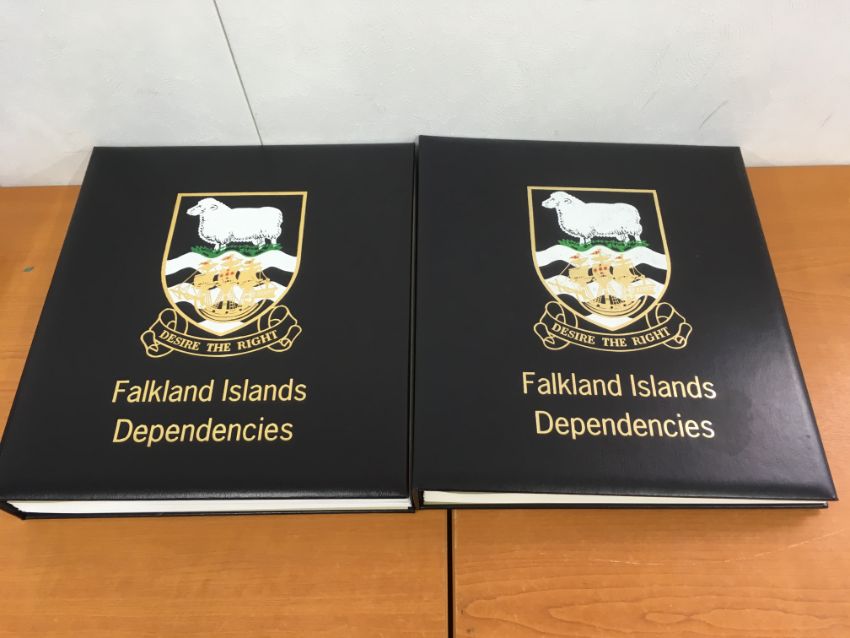 DESIRE THE RIGHT
Falkland Islands
Dependencies
DESIRE THE RIGHT
Falkland Islands
Dependencies